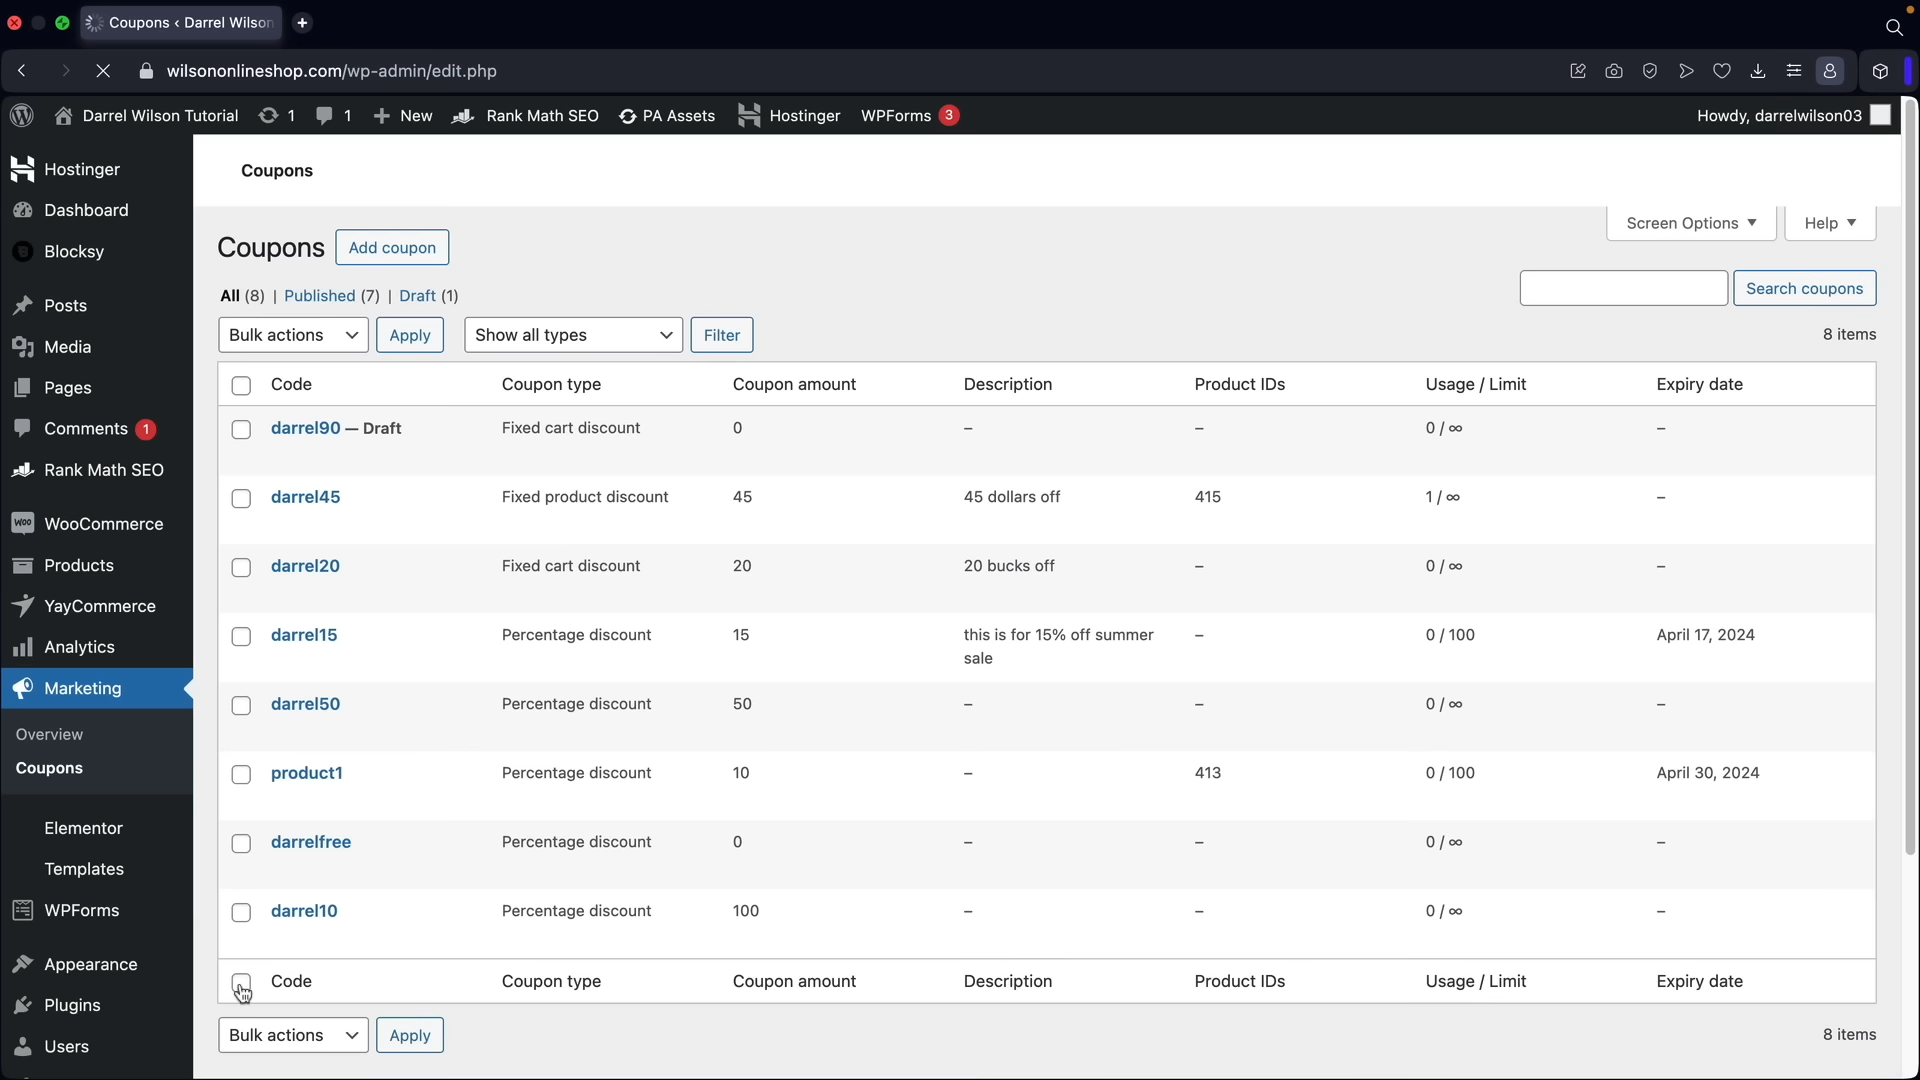 Coupons ‹ Darrel Wilson
wilsononlineshop.com/wp-admin/edit.php
Darrel Wilson Tutorial 1 1 New Rank Math SEO PA Assets Hostinger WPForms 3 Howdy, darrelwilson03
Hostinger
Dashboard
Blocksy
Posts
Media
Pages
Comments 1
Rank Math SEO
WooCommerce
Products
YayCommerce
Analytics
Marketing
Overview
Coupons
Elementor
Templates
WPForms
Appearance
Plugins
Users
Coupons
Screen Options Help
Coupons Add coupon
Search coupons
All (8) | Published (7) | Draft (1)
Bulk actions Apply Show all types Filter 8 items
Code Coupon type Coupon amount Description Product IDs Usage / Limit Expiry date
darrel90 — Draft Fixed cart discount 0 – – 0 / ∞ –
darrel45 Fixed product discount 45 45 dollars off 415 1 / ∞ –
darrel20 Fixed cart discount 20 20 bucks off – 0 / ∞ –
darrel15 Percentage discount 15 this is for 15% off summer – 0 / 100 April 17, 2024
sale
darrel50 Percentage discount 50 – – 0 / ∞ –
product1 Percentage discount 10 – 413 0 / 100 April 30, 2024
darrelfree Percentage discount 0 – – 0 / ∞ –
darrel10 Percentage discount 100 – – 0 / ∞ –
Code Coupon type Coupon amount Description Product IDs Usage / Limit Expiry date
Bulk actions Apply 8 items